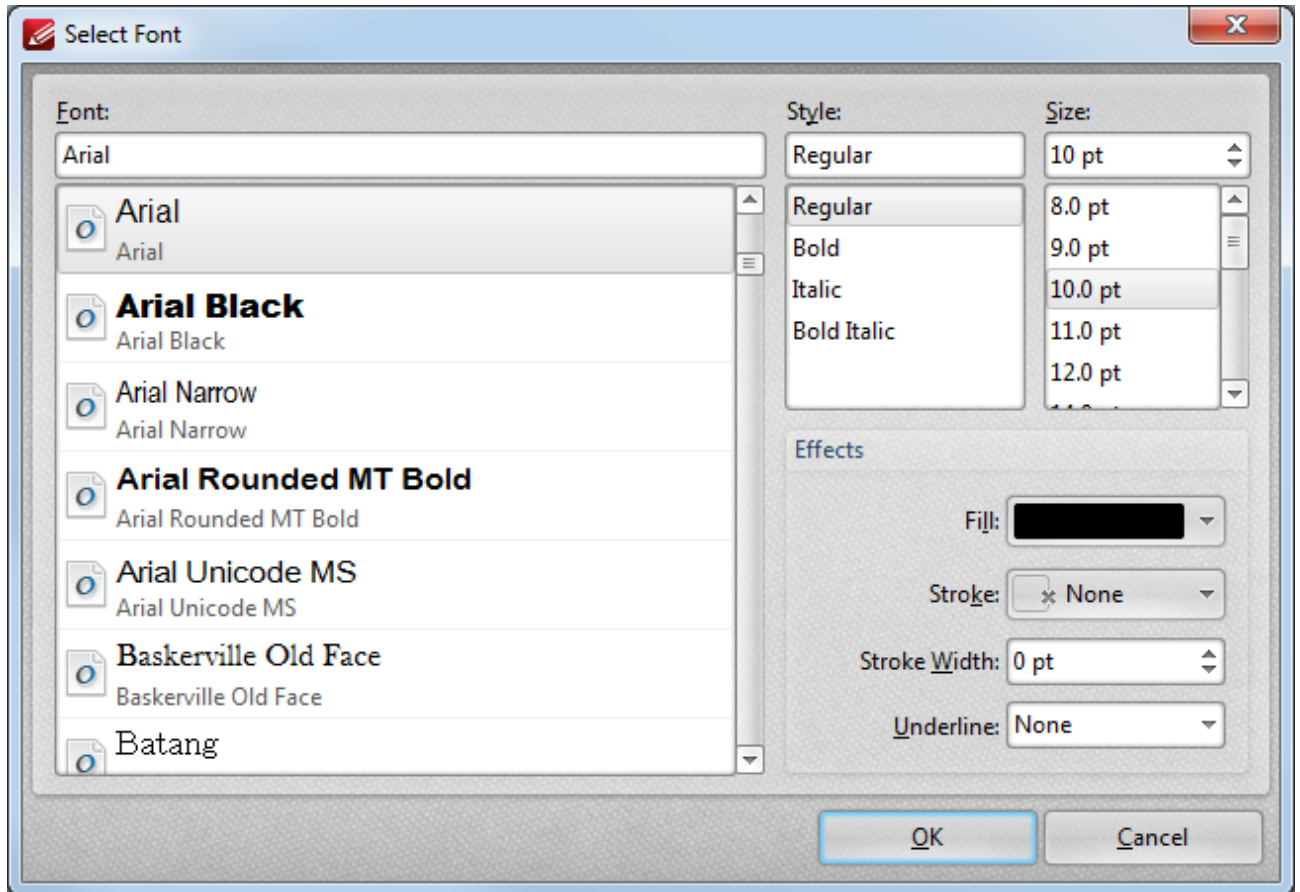 Select Font
Font:
Arial
Arial
Arial
Arial Black
Arial Black
Arial Narrow
Arial Narrow
Arial Rounded MT Bold
Arial Rounded MT Bold
Arial Unicode MS
Arial Unicode MS
Baskerville Old Face
Baskerville Old Face
Batang
Style:
Regular
Regular
Bold
Italic
Bold Italic
Size:
10 pt
8.0 pt
9.0 pt
10.0 pt
11.0 pt
12.0 pt
Effects
Fill:
Stroke: None
Stroke Width: 0 pt
Underline: None
OK
Cancel